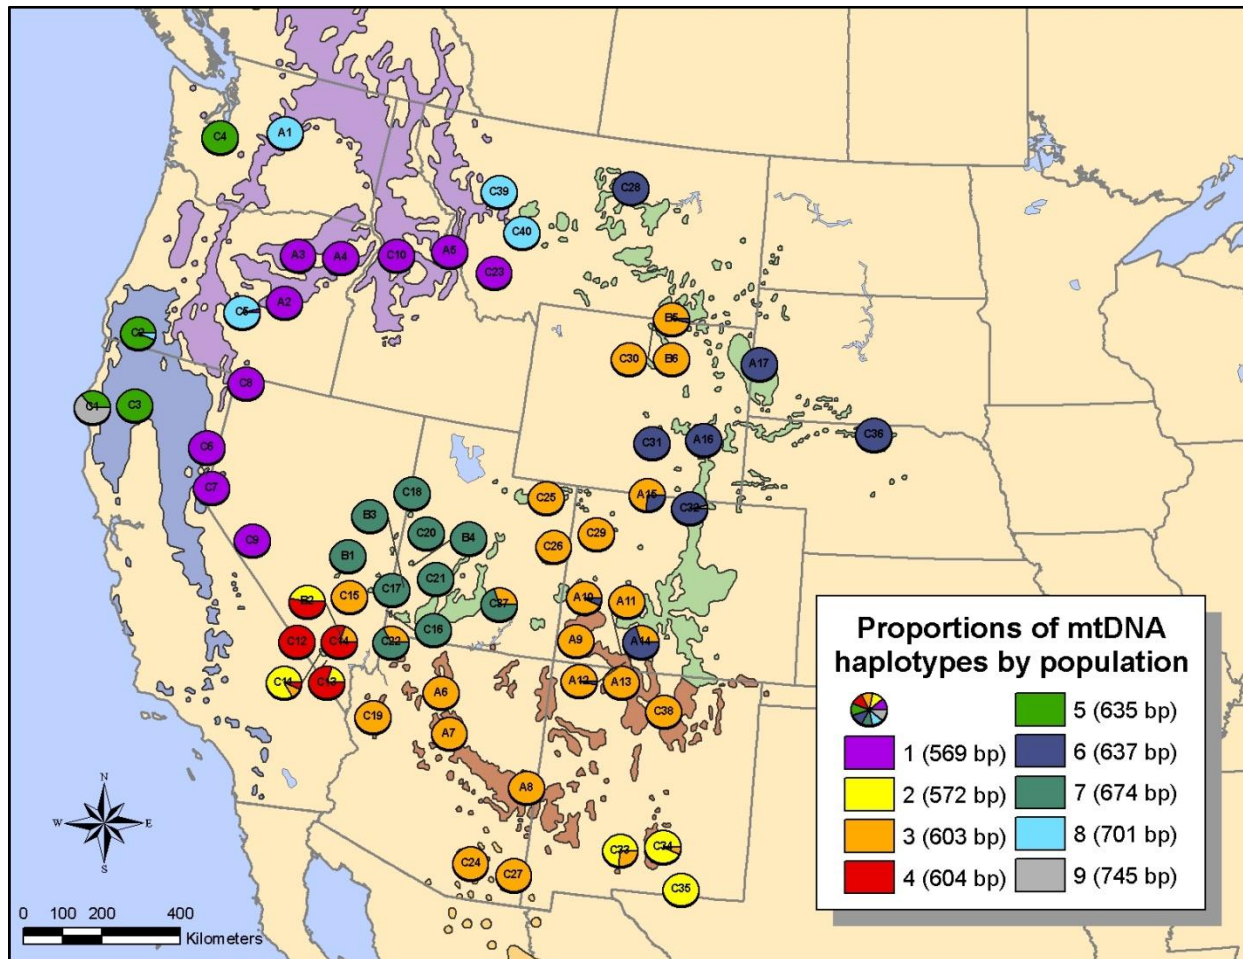 C4
A1
C39
C28
C40
A3
A4
C10
A5
C23
C5
A2
C2
B5
C30
B6
A17
C8
C1
C3
C6
C31
A16
C36
C7
C18
C25
A15
C32
B3
C9
C20
B4
C26
C29
B1
C17
C21
B2
C15
C37
A10
A11
C12
C14
C22
C16
A9
A14
C11
C13
A6
A12
A13
C19
C38
A7
A8
C33
C34
C24
C27
C35
Proportions of mtDNA
haplotypes by population
1 (569 bp)
2 (572 bp)
3 (603 bp)
4 (604 bp)
5 (635 bp)
6 (637 bp)
7 (674 bp)
8 (701 bp)
9 (745 bp)
N
W
E
S
0 100 200 400
Kilometers